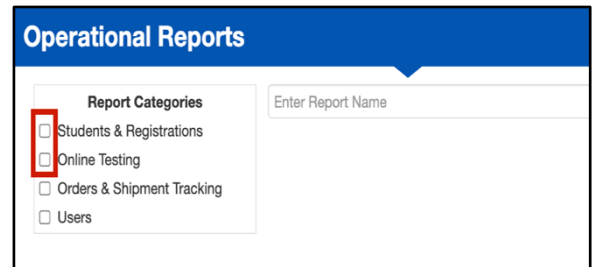 Operational Reports
Report Categories
Enter Report Name
Students & Registrations
Online Testing
Orders & Shipment Tracking
Users